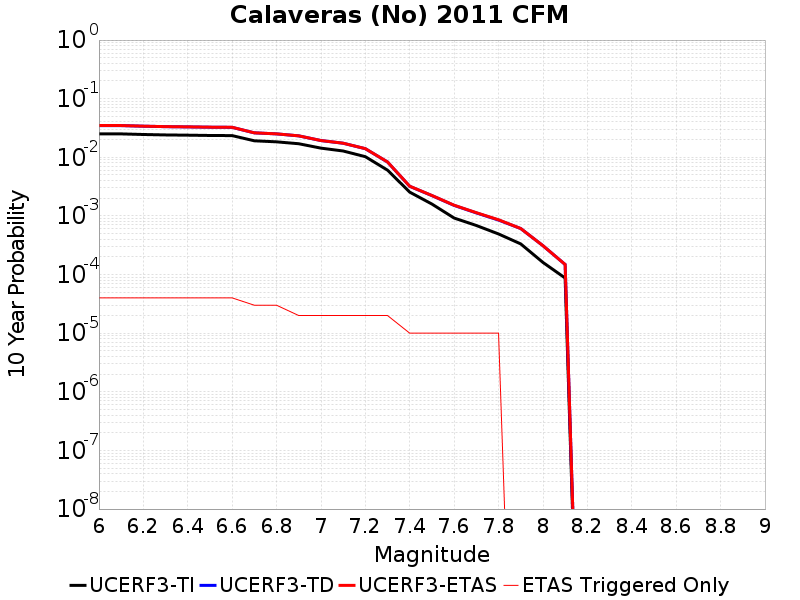 Calaveras (No) 2011 CFM
10^0
10^-1
10^-2
10^-3
10^-4
10^-5
10^-6
10^-7
10^-8
10 Year Probability
6 6.2 6.4 6.6 6.8 7 7.2 7.4 7.6 7.8 8 8.2 8.4 8.6 8.8 9
Magnitude
UCERF3-TI UCERF3-TD UCERF3-ETAS ETAS Triggered Only